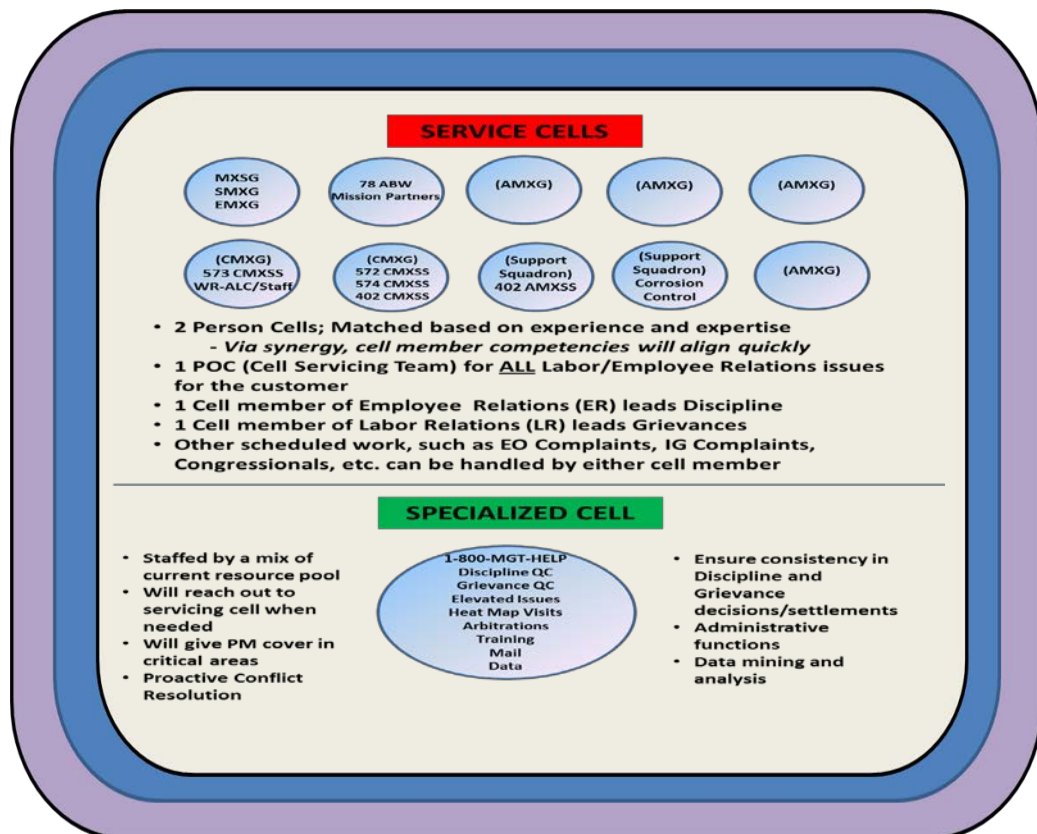 SERVICE CELLS
MXSG
SMXG
EMXG
78 ABW
Mission Partners
(AMXG)
(AMXG)
(AMXG)
(CMXG)
573 CMXSS
WR-ALC/Staff
(CMXG)
572 CMXSS
574 CMXSS
402 CMXSS
(Support
Squadron)
402 AMXSS
(Support
Squadron)
Corrosion
Control
(AMXG)
• 2 Person Cells; Matched based on experience and expertise
- Via synergy, cell member competencies will align quickly
• 1 POC (Cell Servicing Team) for ALL Labor/Employee Relations issues
for the customer
• 1 Cell member of Employee Relations (ER) leads Discipline
• 1 Cell member of Labor Relations (LR) leads Grievances
• Other scheduled work, such as EO Complaints, IG Complaints,
Congressionals, etc. can be handled by either cell member
SPECIALIZED CELL
• Staffed by a mix of
current resource pool
• Will reach out to
servicing cell when
needed
• Will give PM cover in
critical areas
• Proactive Conflict
Resolution
1-800-MGT-HELP
Discipline QC
Grievance QC
Elevated Issues
Heat Map Visits
Arbitrations
Training
Mail
Data
• Ensure consistency in
Discipline and
Grievance
decisions/settlements
• Administrative
functions
• Data mining and
analysis